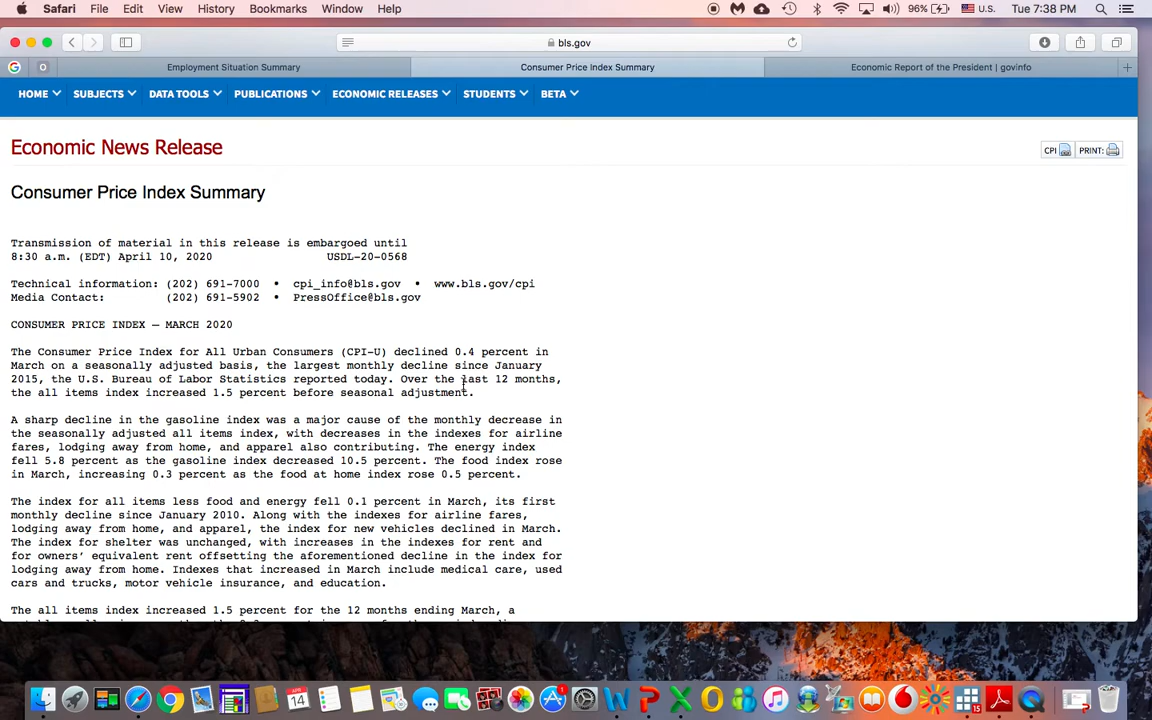 Safari File Edit View History Bookmarks Window Help 96% U.S. Tue 7:38 PM
bls.gov
Employment Situation Summary Consumer Price Index Summary Economic Report of the President | govinfo
HOME SUBJECTS DATA TOOLS PUBLICATIONS ECONOMIC RELEASES STUDENTS BETA
Economic News Release
CPI PRINT:
Consumer Price Index Summary
Transmission of material in this release is embargoed until
8:30 a.m. (EDT) April 10, 2020 USDL-20-0568
Technical information: (202) 691-7000 • cpi_info@bls.gov • www.bls.gov/cpi
Media Contact: (202) 691-5902 • PressOffice@bls.gov
CONSUMER PRICE INDEX – MARCH 2020
The Consumer Price Index for All Urban Consumers (CPI-U) declined 0.4 percent in
March on a seasonally adjusted basis, the largest monthly decline since January
2015, the U.S. Bureau of Labor Statistics reported today. Over the last 12 months,
the all items index increased 1.5 percent before seasonal adjustment.
A sharp decline in the gasoline index was a major cause of the monthly decrease in
the seasonally adjusted all items index, with decreases in the indexes for airline
fares, lodging away from home, and apparel also contributing. The energy index
fell 5.8 percent as the gasoline index decreased 10.5 percent. The food index rose
in March, increasing 0.3 percent as the food at home index rose 0.5 percent.
The index for all items less food and energy fell 0.1 percent in March, its first
monthly decline since January 2010. Along with the indexes for airline fares,
lodging away from home, and apparel, the index for new vehicles declined in March.
The index for shelter was unchanged, with increases in the indexes for rent and
for owners' equivalent rent offsetting the aforementioned decline in the index for
lodging away from home. Indexes that increased in March include medical care, used
cars and trucks, motor vehicle insurance, and education.
The all items index increased 1.5 percent for the 12 months ending March, a